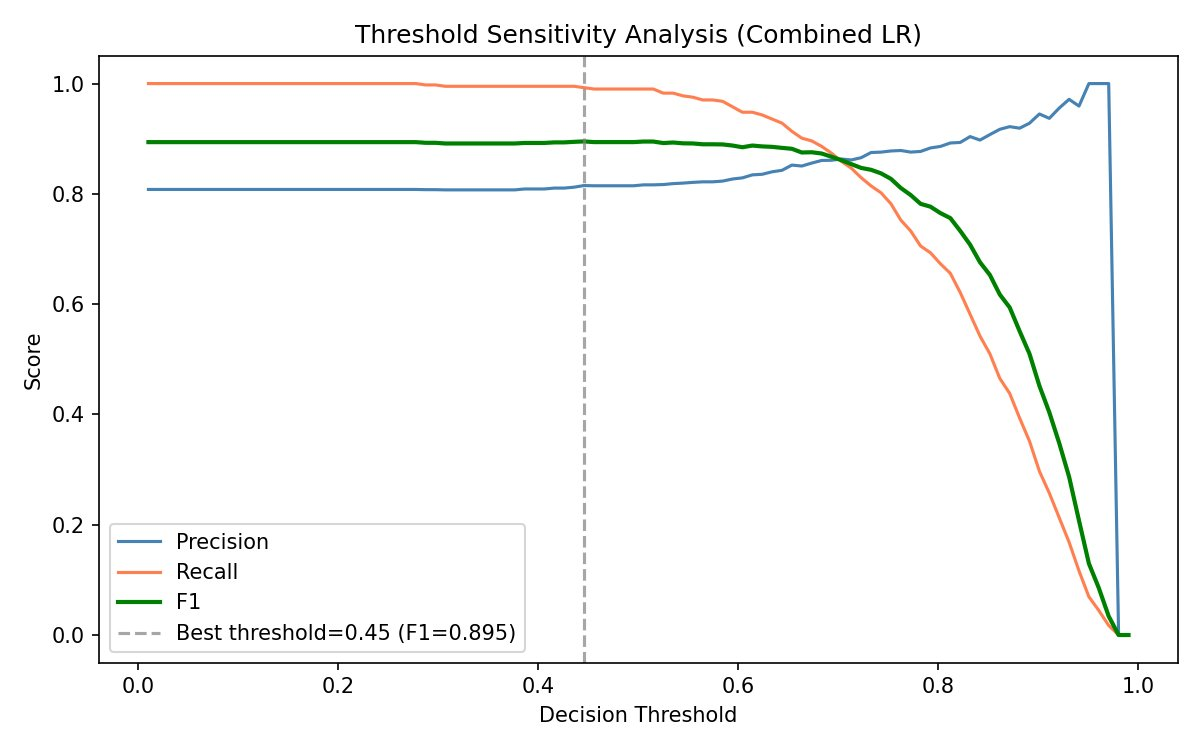 Threshold Sensitivity Analysis (Combined LR)
Score
1.0
0.8
0.6
0.4
0.2
0.0
Precision
Recall
F1
Best threshold=0.45 (F1=0.895)
0.0 0.2 0.4 0.6 0.8 1.0
Decision Threshold